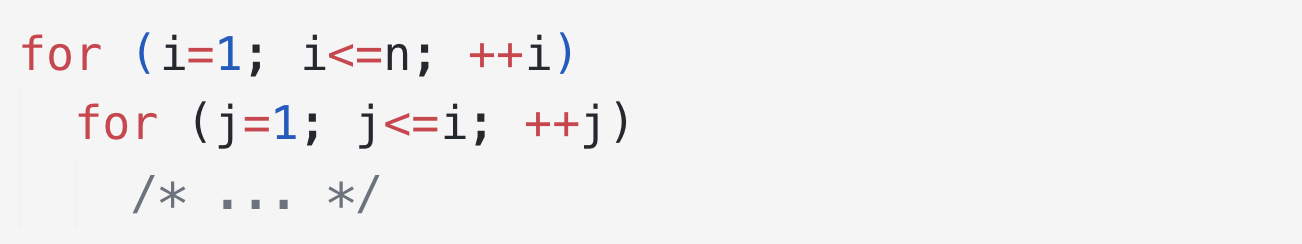 for (i=1; i<=n; ++i)
for (j=1; j<=i; ++j)
/* ... */